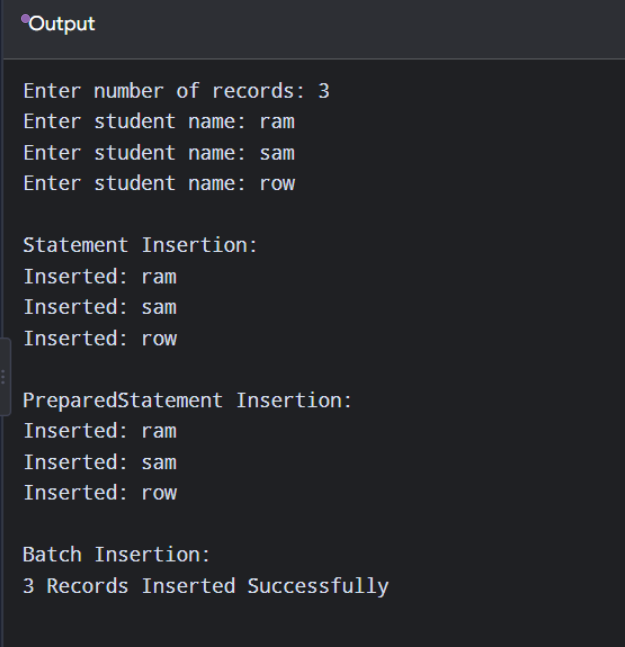 Output
Enter number of records: 3
Enter student name: ram
Enter student name: sam
Enter student name: row
Statement Insertion:
Inserted: ram
Inserted: sam
Inserted: row
PreparedStatement Insertion:
Inserted: ram
Inserted: sam
Inserted: row
Batch Insertion:
3 Records Inserted Successfully